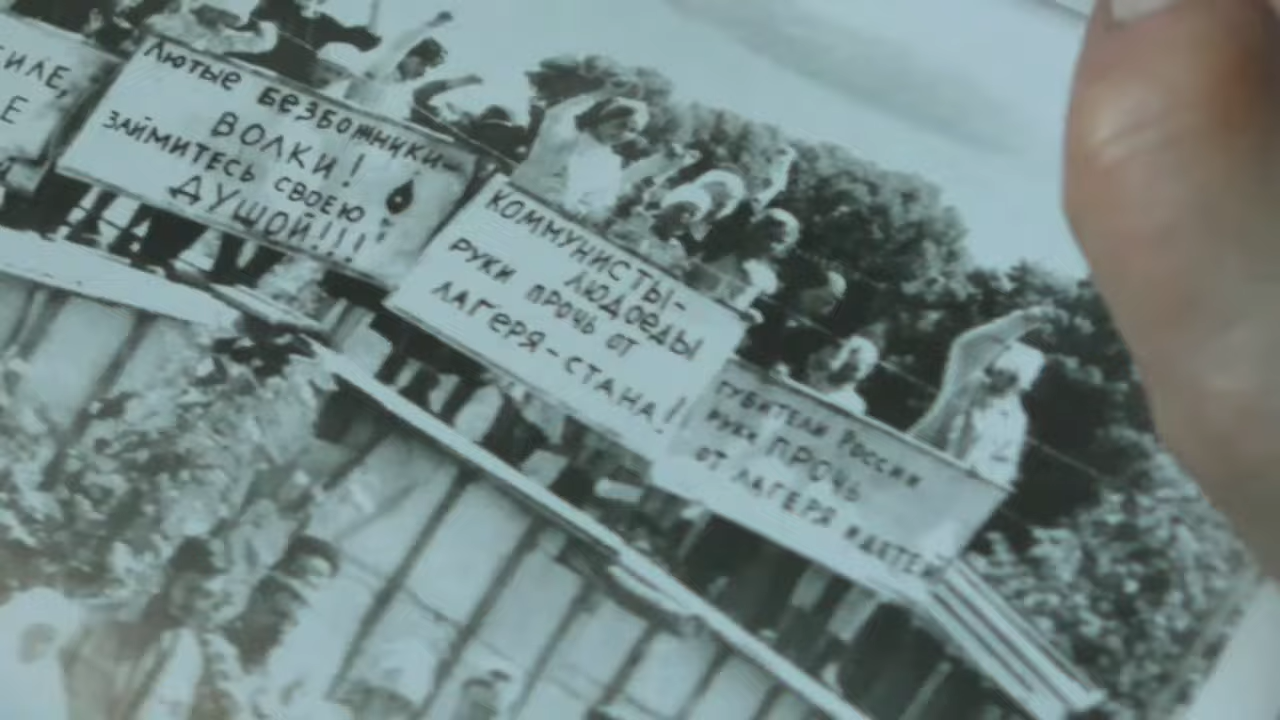 СИЛЕ,
Е
Лютые БЕЗБОЖНИКИ-
ВОЛКИ!
ЗАЙМИТЕСЬ СВОЕЮ
ДУШОЙ!!!
КОММУНИСТЫ-
ЛЮДОЕДЫ
РУКИ ПРОЧЬ ОТ
ЛАГЕРЯ-СТАНА!
ГУБИТЕЛИ РОССИИ
РУКИ ПРОЧЬ
ОТ ЛАГЕРЯ